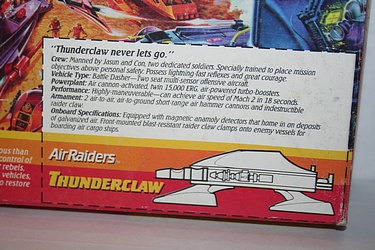 "Thunderclaw never lets go."
Crew: Manned by Jason and Con, two dedicated soldiers. Specially trained to place mission
objectives above personal safety. Possess lightning-fast reflexes and great courage.
Vehicle Type: Battle Dasher—Two seat multi-sensor offensive aircraft.
Powerplant: Air cannon-activated, twin 15,000 ERG, air-powered turbo-boosters.
Performance: Highly-maneuverable—can achieve speed of Mach 2 in 18 seconds.
Armament: 2 air-to-air, air-to-ground short-range air hammer cannons and indestructible
raider claw.
Onboard Specifications: Equipped with magnetic anamoly detectors that home in on deposits
of galvanized air. Front mounted blast-resistant raider claw clamps onto enemy vessels for
boarding air cargo ships.
ous than
control of
rebels.
vehicles,
to restore
AirRaiders
THUNDERCLAW